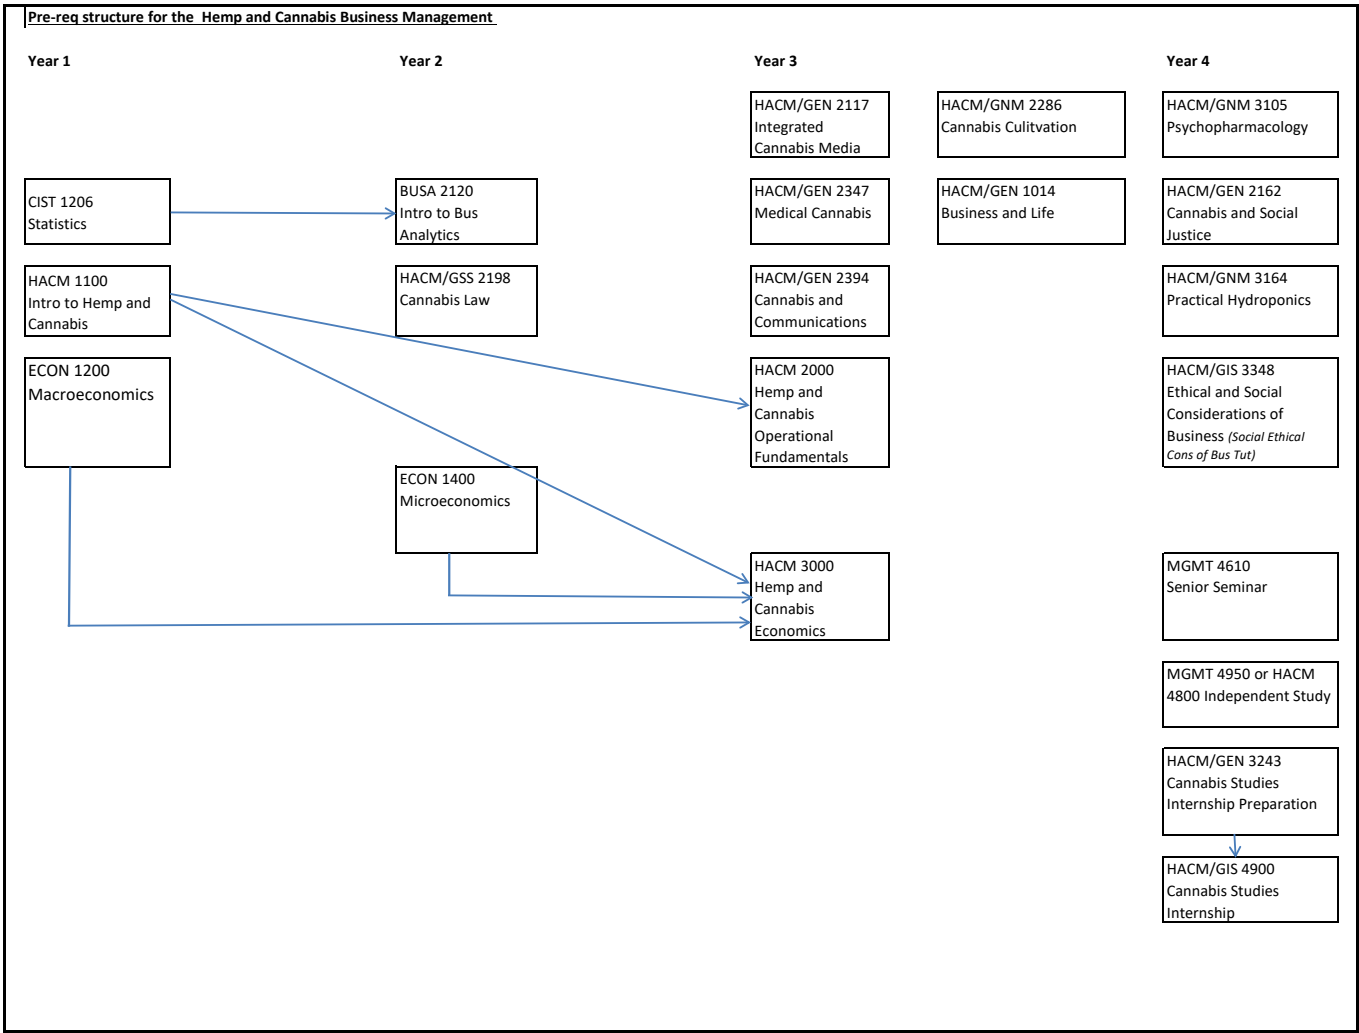 Pre-req structure for the  Hemp and Cannabis Business Management
Year 1
Year 2
Year 3
Year 4
HACM/GEN 2117
Integrated
Cannabis Media
HACM/GNM 2286
Cannabis Culitvation
HACM/GNM 3105
Psychopharmacology
CIST 1206
Statistics
BUSA 2120
Intro to Bus
Analytics
HACM/GEN 2347
Medical Cannabis
HACM/GEN 1014
Business and Life
HACM/GEN 2162
Cannabis and Social
Justice
HACM 1100
Intro to Hemp and
Cannabis
HACM/GSS 2198
Cannabis Law
HACM/GEN 2394
Cannabis and
Communications
HACM/GNM 3164
Practical Hydroponics
ECON 1200
Macroeconomics
HACM 2000
Hemp and
Cannabis
Operational
Fundamentals
HACM/GIS 3348
Ethical and Social
Considerations of
Business (Social Ethical
Cons of Bus Tut)
ECON 1400
Microeconomics
HACM 3000
Hemp and
Cannabis
Economics
MGMT 4610
Senior Seminar
MGMT 4950 or HACM
4800 Independent Study
HACM/GEN 3243
Cannabis Studies
Internship Preparation
HACM/GIS 4900
Cannabis Studies
Internship